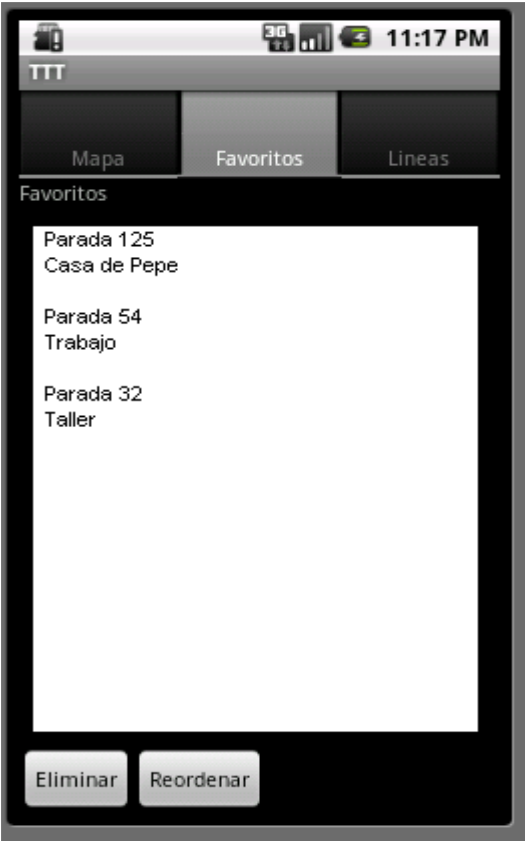 3G 11:17 PM
TTT
Mapa Favoritos Lineas
Favoritos
Parada 125
Casa de Pepe
Parada 54
Trabajo
Parada 32
Taller
Eliminar Reordenar